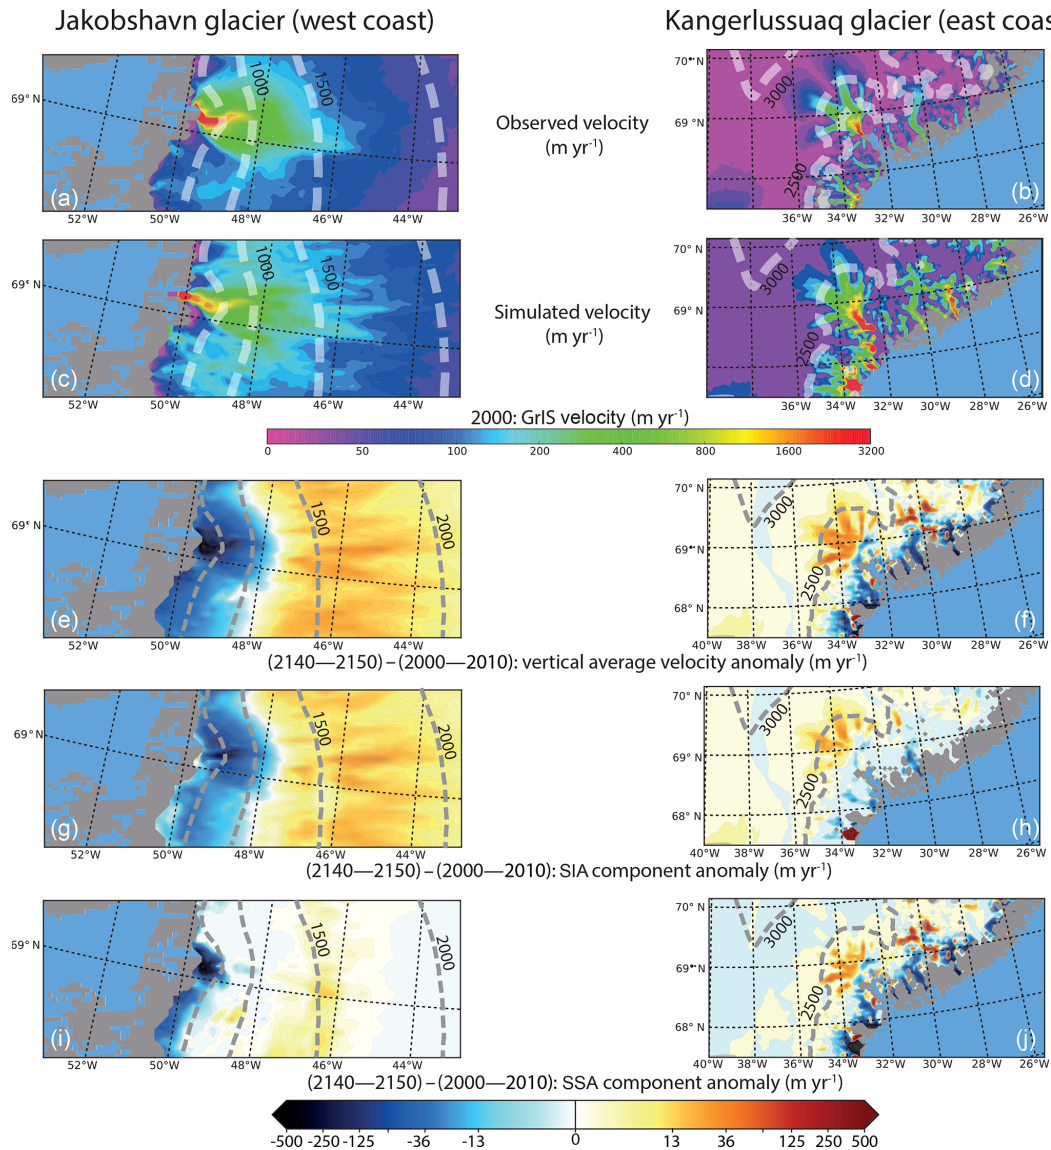 Jakobshavn glacier (west coast)
Kangerlussuaq glacier (east coas
69° N
1000
1500
(a)
52°W 50°W 48°W 46°W 44°W
Observed velocity
(m yr-1)
70° N
69 °N
3000
2500
(b)
36°W 34°W 32°W 30°W 28°W 26°W
69° N
1000
1500
(c)
52°W 50°W 48°W 46°W 44°W
Simulated velocity
(m yr-1)
70° N
69° N
3000
2500
(d)
36°W 34°W 32°W 30°W 28°W 26°W
2000: GrIS velocity (m yr-1)
0 50 100 200 400 800 1600 3200
69° N
1500
2000
(e)
52°W 50°W 48°W 46°W 44°W
70° N
69° N
68° N
3000
2500
(f)
40°W 38°W 36°W 34°W 32°W 30°W 28°W 26°W
(2140—2150) – (2000—2010): vertical average velocity anomaly (m yr-1)
69° N
1500
2000
(g)
52°W 50°W 48°W 46°W 44°W
70° N
69° N
68° N
3000
2500
(h)
40°W 38°W 36°W 34°W 32°W 30°W 28°W 26°W
(2140—2150) – (2000—2010): SIA component anomaly (m yr-1)
69° N
1500
2000
(i)
52°W 50°W 48°W 46°W 44°W
70° N
69° N
68° N
3000
2500
(j)
40°W 38°W 36°W 34°W 32°W 30°W 28°W 26°W
(2140—2150) – (2000—2010): SSA component anomaly (m yr-1)
-500 -250 -125 -36 -13 0 13 36 125 250 500